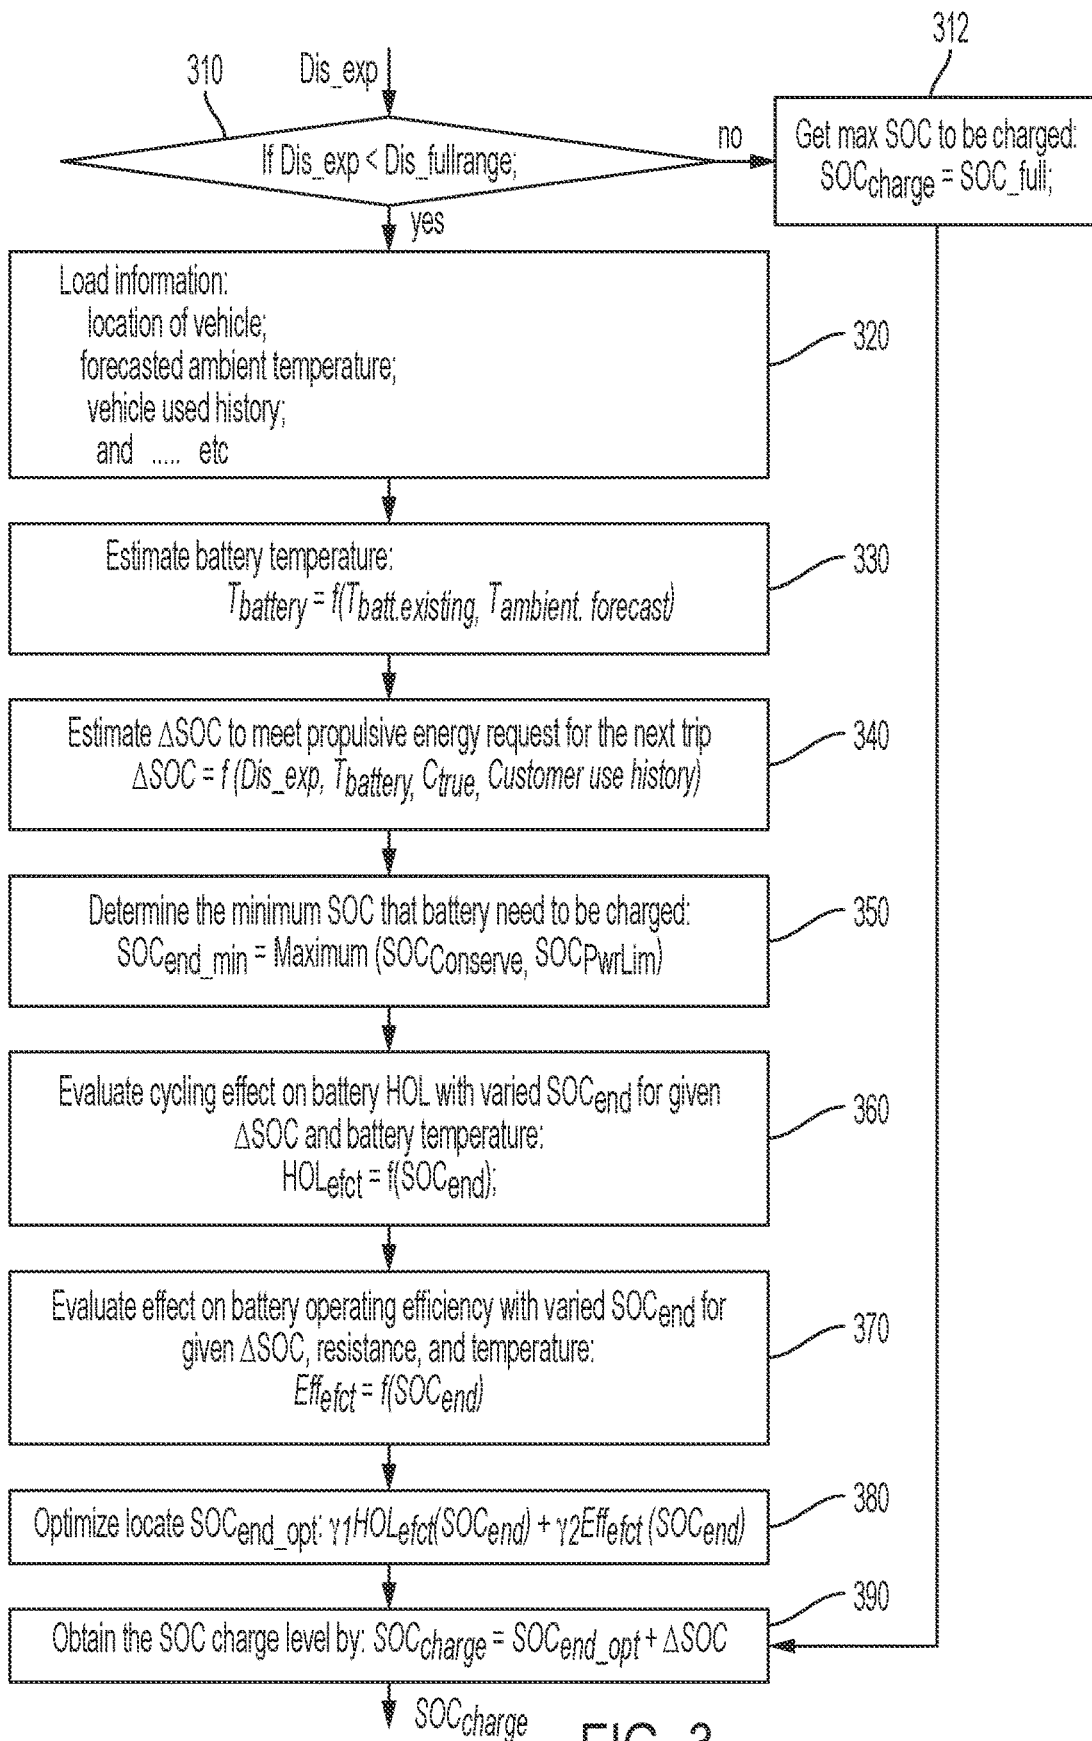 312
310
Dis_exp
If Dis_exp < Dis_fullrange;
no
Get max SOC to be charged:
SOCcharge = SOC_full;
yes
Load information:
location of vehicle;
forecasted ambient temperature;
vehicle used history;
and ..... etc
320
Estimate battery temperature:
Tbattery = f(Tbatt.existing, Tambient. forecast)
330
Estimate ΔSOC to meet propulsive energy request for the next trip
ΔSOC = f (Dis_exp, Tbattery, Ctrue, Customer use history)
340
Determine the minimum SOC that battery need to be charged:
SOCend_min = Maximum (SOCConserve, SOCPwrLim)
350
Evaluate cycling effect on battery HOL with varied SOCend for given
ΔSOC and battery temperature:
HOLefct = f(SOCend);
360
Evaluate effect on battery operating efficiency with varied SOCend for
given ΔSOC, resistance, and temperature:
Effefct = f(SOCend)
370
Optimize locate SOCend_opt: γ1HOLefct(SOCend) + γ2Effefct (SOCend)
380
Obtain the SOC charge level by: SOCcharge = SOCend_opt + ΔSOC
390
SOCcharge
FIG. 3